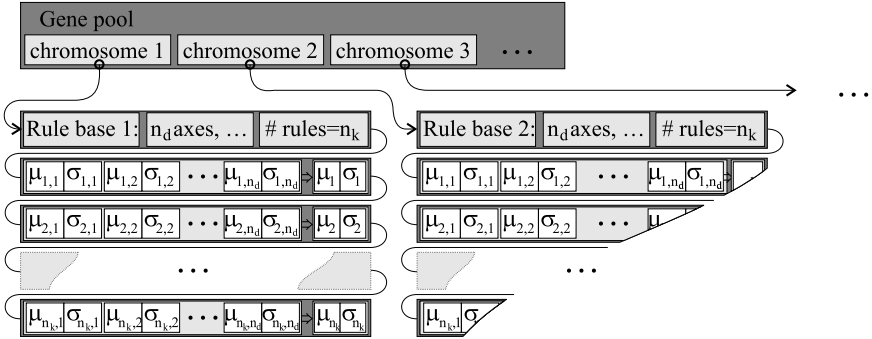 Gene pool
chromosome 1 chromosome 2 chromosome 3 ...
...
Rule base 1: n_d axes, ... # rules=n_k Rule base 2: n_d axes, ... # rules=n_k
μ_{1,1} σ_{1,1} μ_{1,2} σ_{1,2} ... μ_{1,n_d} σ_{1,n_d} ⇒ μ_1 σ_1 μ_{1,1} σ_{1,1} μ_{1,2} σ_{1,2} ... μ_{1,n_d} σ_{1,n_d} ⇒
μ_{2,1} σ_{2,1} μ_{2,2} σ_{2,2} ... μ_{2,n_d} σ_{2,n_d} ⇒ μ_2 σ_2 μ_{2,1} σ_{2,1} μ_{2,2} σ_{2,2} ...
... ...
μ_{n_k,1} σ_{n_k,1} μ_{n_k,2} σ_{n_k,2} ... μ_{n_k,n_d} σ_{n_k,n_d} ⇒ μ_{n_k} σ_{n_k} μ_{n_k,1} σ